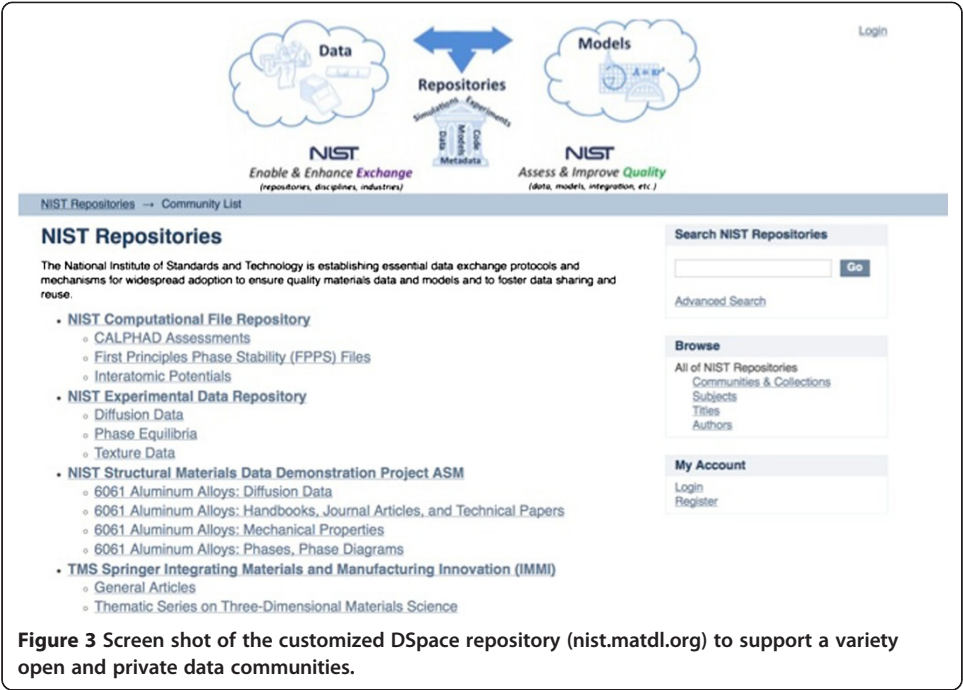 Login
Data
Models
A = πr²
Repositories
Simulations Experiments
Data
Models
Code
Metadata
NIST
Enable & Enhance Exchange
(repositories, disciplines, industries)
NIST
Assess & Improve Quality
(data, models, integration, etc.)
NIST Repositories → Community List
NIST Repositories
The National Institute of Standards and Technology is establishing essential data exchange protocols and
mechanisms for widespread adoption to ensure quality materials data and models and to foster data sharing and
reuse.
• NIST Computational File Repository
◦ CALPHAD Assessments
◦ First Principles Phase Stability (FPPS) Files
◦ Interatomic Potentials
• NIST Experimental Data Repository
◦ Diffusion Data
◦ Phase Equilibria
◦ Texture Data
• NIST Structural Materials Data Demonstration Project ASM
◦ 6061 Aluminum Alloys: Diffusion Data
◦ 6061 Aluminum Alloys: Handbooks, Journal Articles, and Technical Papers
◦ 6061 Aluminum Alloys: Mechanical Properties
◦ 6061 Aluminum Alloys: Phases, Phase Diagrams
• TMS Springer Integrating Materials and Manufacturing Innovation (IMMI)
◦ General Articles
◦ Thematic Series on Three-Dimensional Materials Science
Search NIST Repositories
Go
Advanced Search
Browse
All of NIST Repositories
Communities & Collections
Subjects
Titles
Authors
My Account
Login
Register
Figure 3 Screen shot of the customized DSpace repository (nist.matdl.org) to support a variety
open and private data communities.